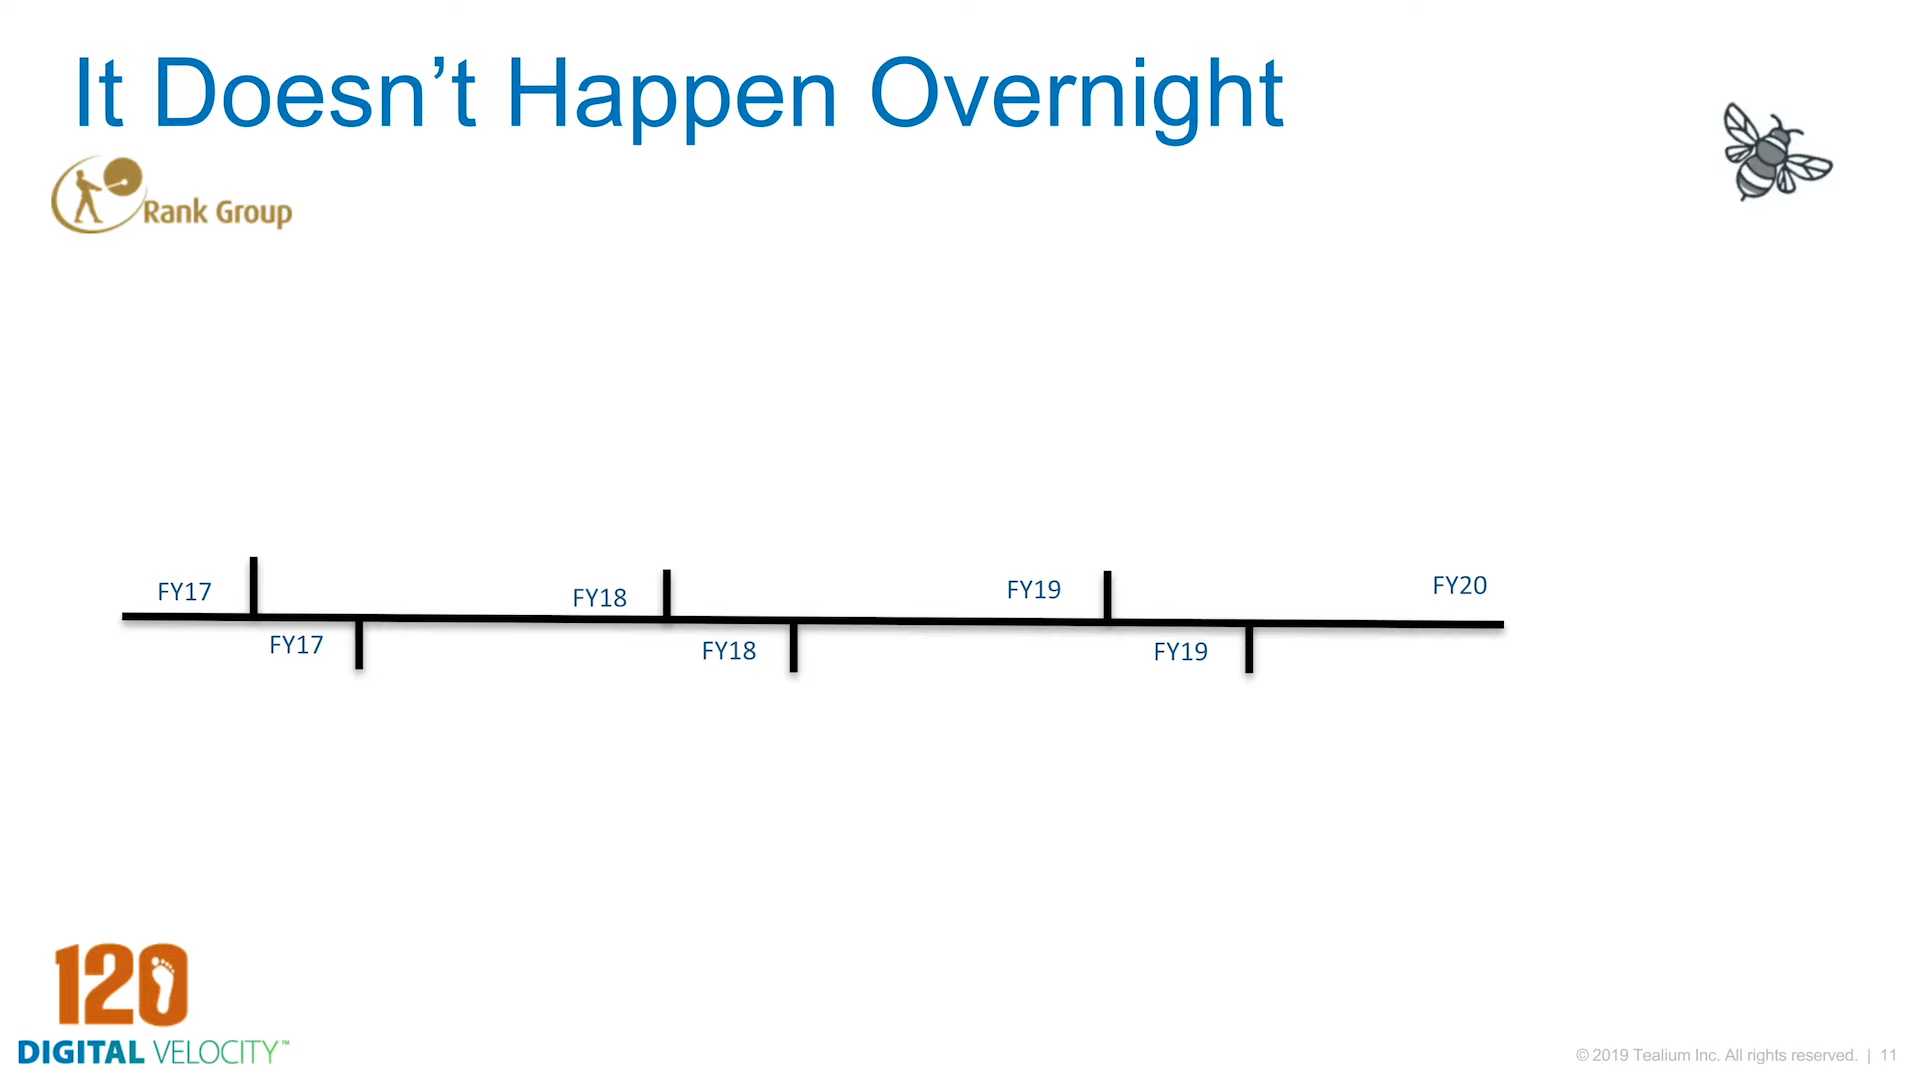 It Doesn’t Happen Overnight
Rank Group
FY17
FY18
FY19
FY20
FY17
FY18
FY19
120
DIGITAL VELOCITY™
© 2019 Tealium Inc. All rights reserved. | 11